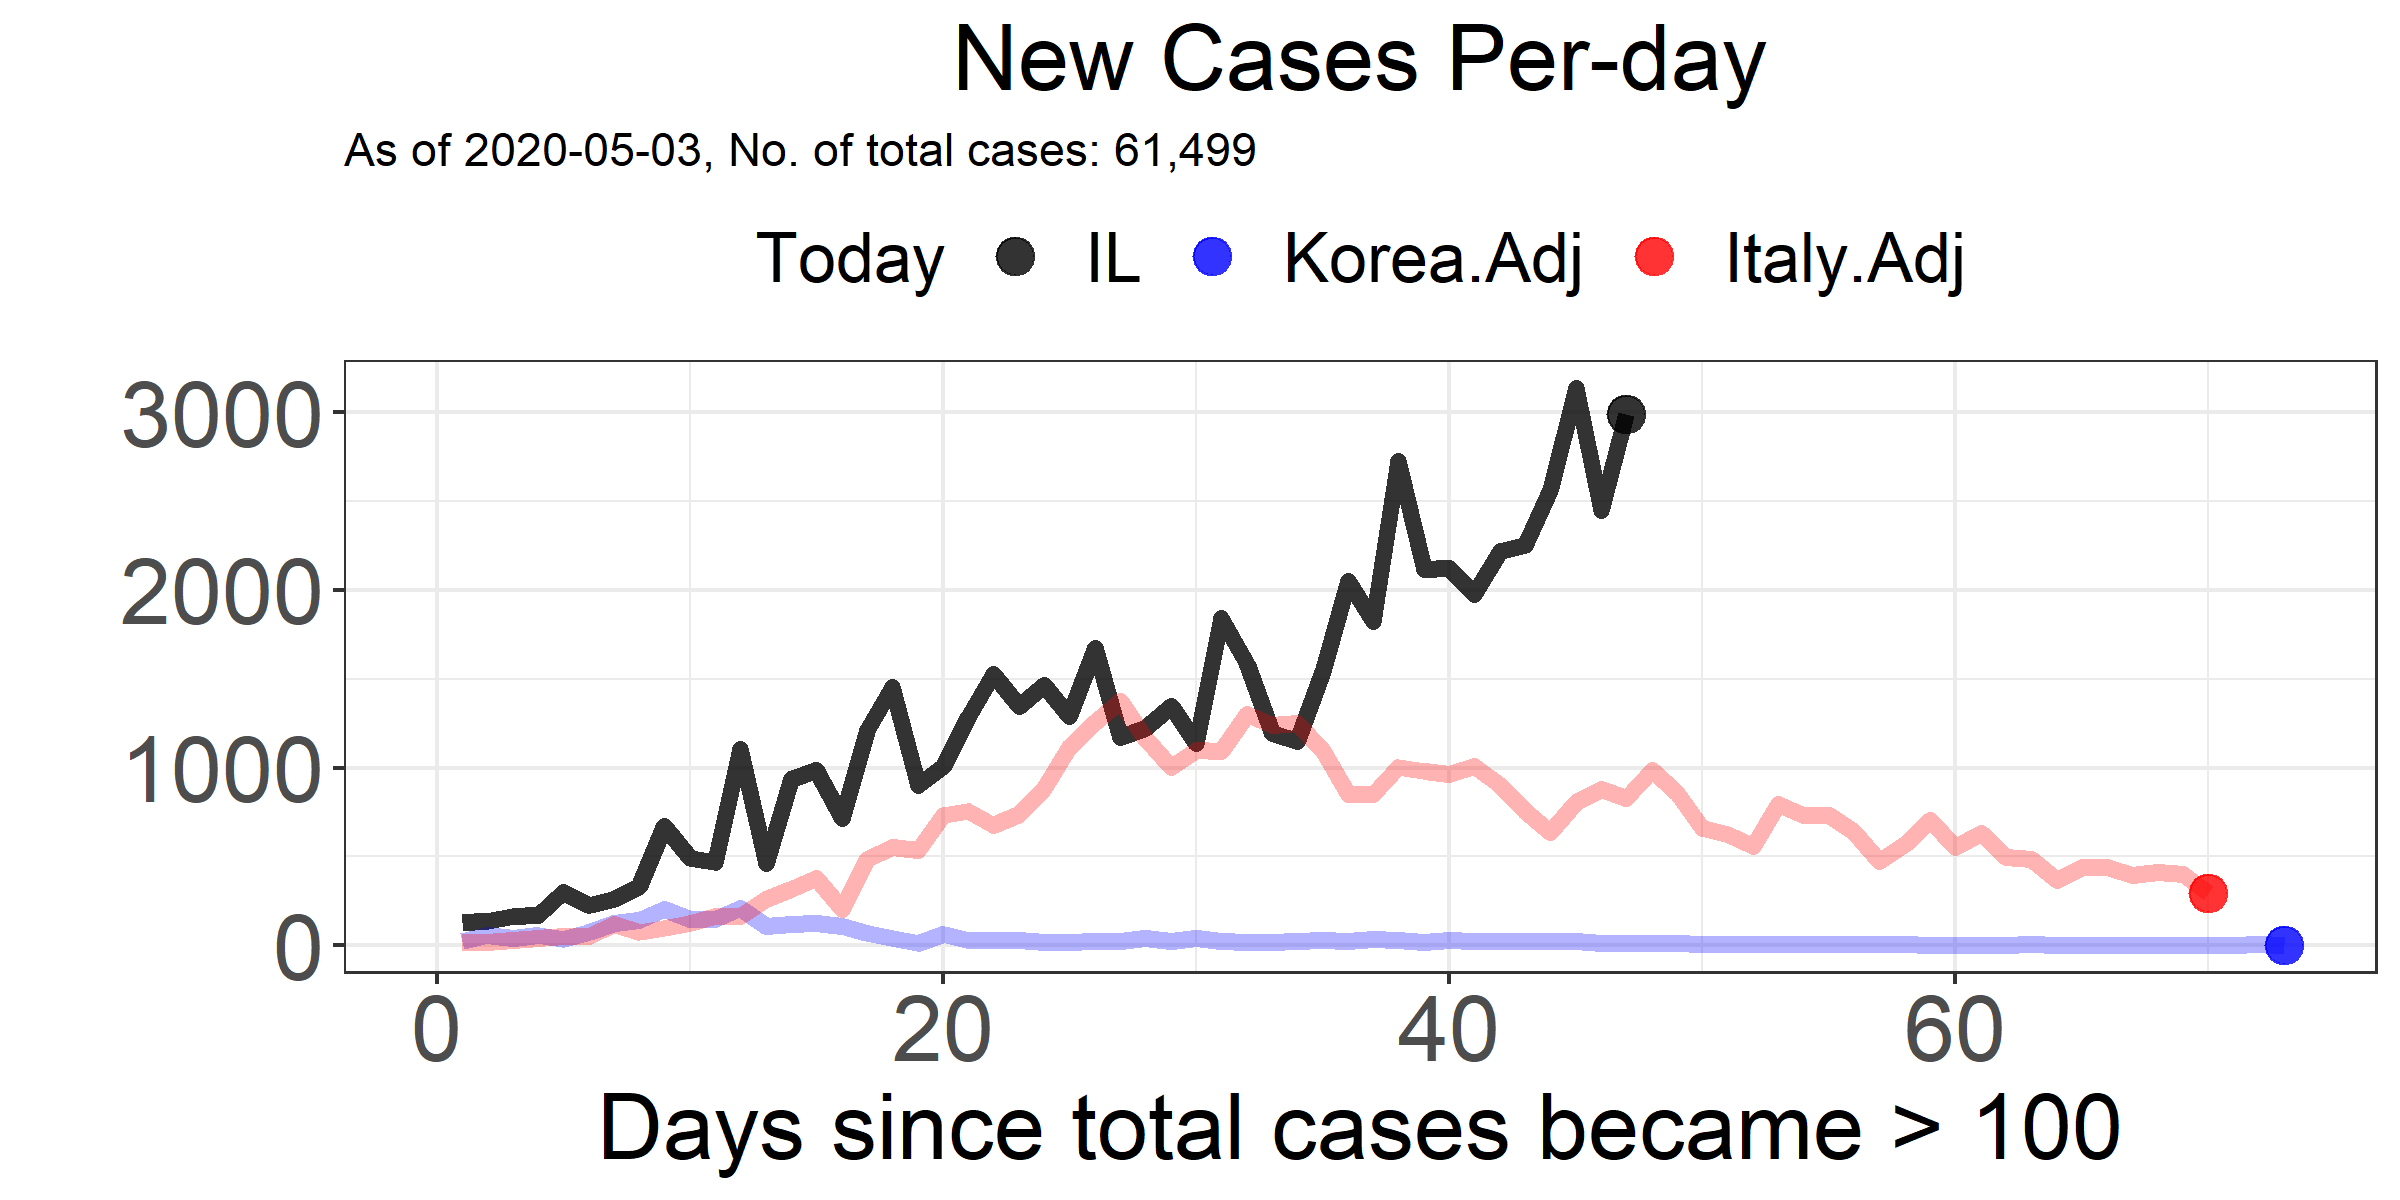 New Cases Per-day
As of 2020-05-03, No. of total cases: 61,499
Today IL Korea.Adj Italy.Adj
3000
2000
1000
0
0 20 40 60
Days since total cases became > 100